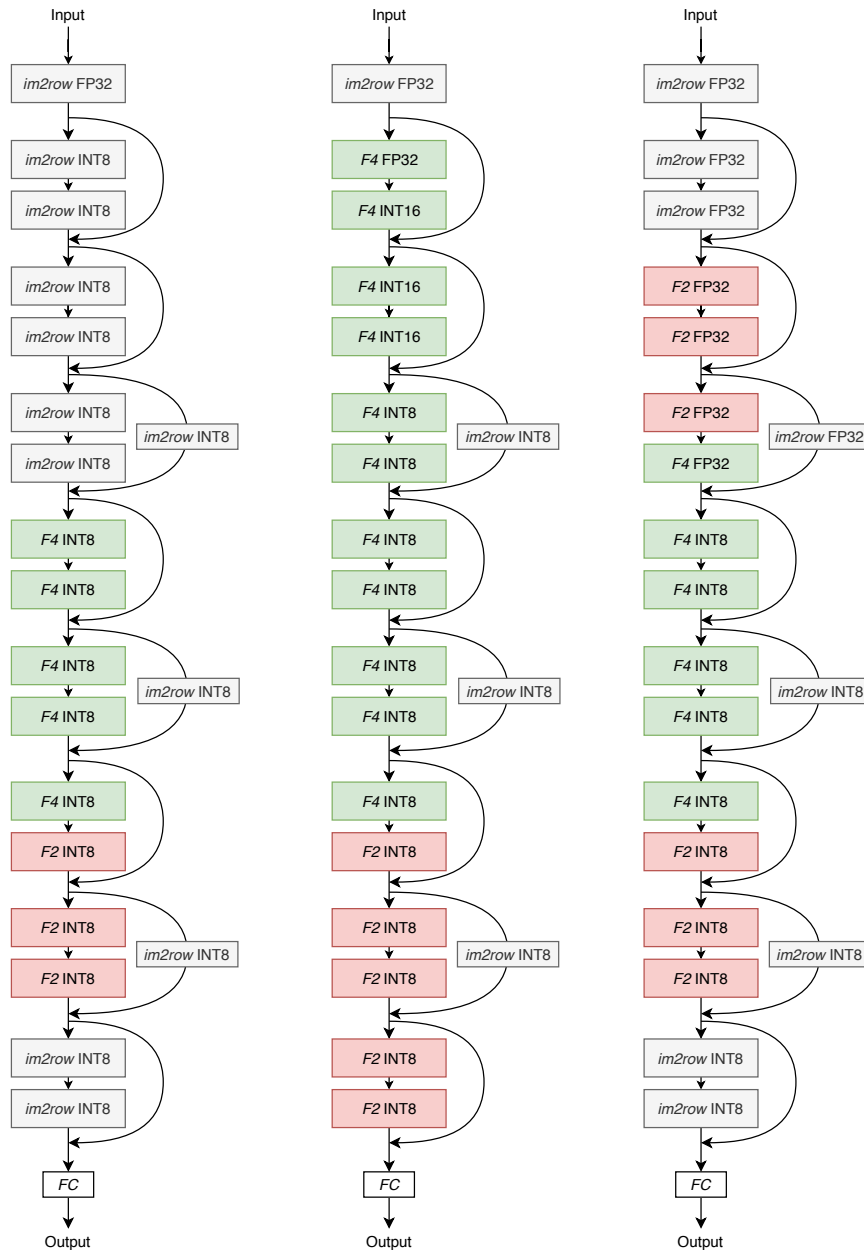 Input
im2row FP32
im2row INT8
im2row INT8
im2row INT8
im2row INT8
im2row INT8
im2row INT8
im2row INT8
F4 INT8
F4 INT8
F4 INT8
im2row INT8
F4 INT8
F4 INT8
F2 INT8
F2 INT8
im2row INT8
F2 INT8
im2row INT8
im2row INT8
FC
Output
Input
im2row FP32
F4 FP32
F4 INT16
F4 INT16
F4 INT16
F4 INT8
im2row INT8
F4 INT8
F4 INT8
F4 INT8
F4 INT8
im2row INT8
F4 INT8
F4 INT8
F2 INT8
F2 INT8
im2row INT8
F2 INT8
F2 INT8
F2 INT8
FC
Output
Input
im2row FP32
im2row FP32
im2row FP32
F2 FP32
F2 FP32
F2 FP32
im2row FP32
F4 FP32
F4 INT8
F4 INT8
F4 INT8
im2row INT8
F4 INT8
F4 INT8
F2 INT8
F2 INT8
im2row INT8
F2 INT8
im2row INT8
im2row INT8
FC
Output